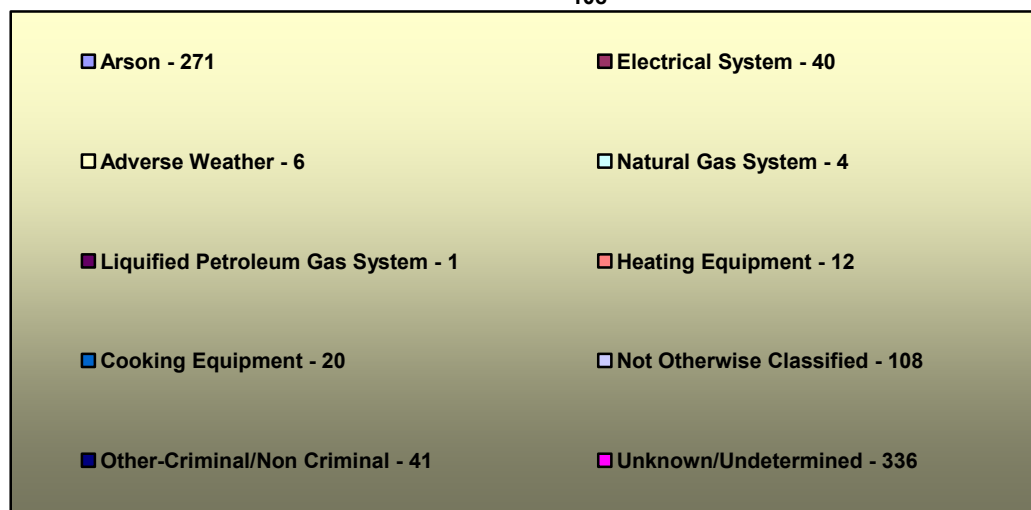 Arson - 271
Electrical System - 40
Adverse Weather - 6
Natural Gas System - 4
Liquified Petroleum Gas System - 1
Heating Equipment - 12
Cooking Equipment - 20
Not Otherwise Classified - 108
Other-Criminal/Non Criminal - 41
Unknown/Undetermined - 336